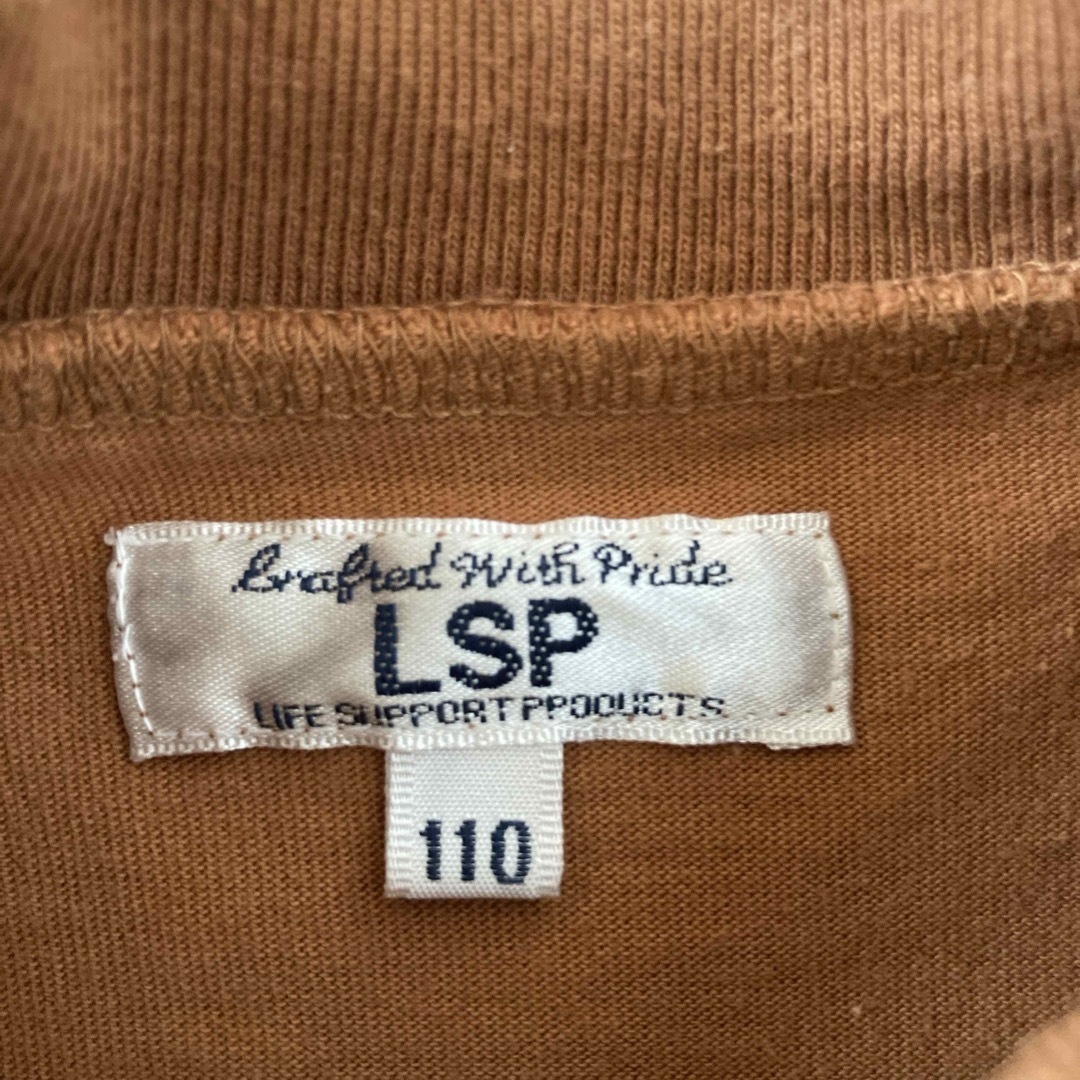 Crafted With Pride
LSP
LIFE SUPPORT PRODUCTS
110